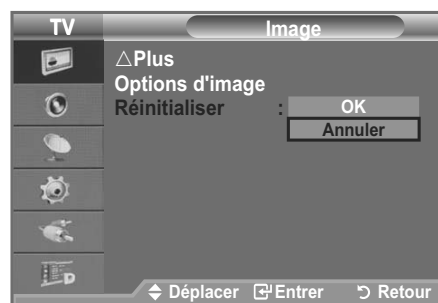 TV Image
△Plus
Options d'image
Réinitialiser : OK
Annuler
Déplacer Entrer Retour